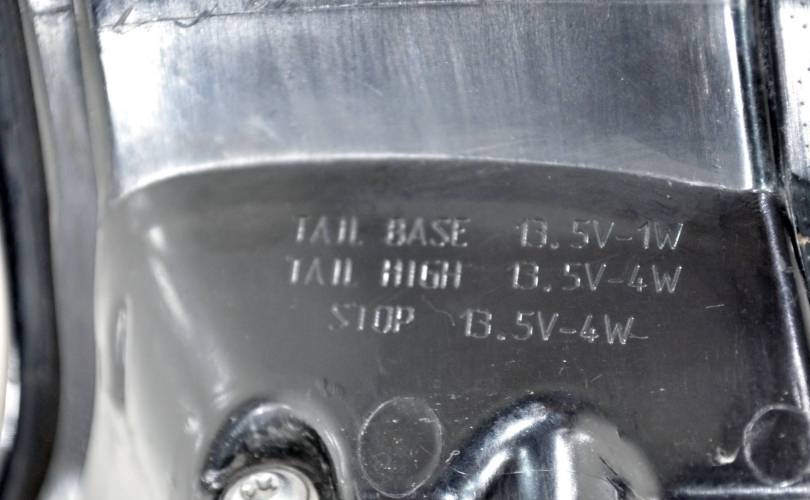 TAIL BASE 13.5V-1W
TAIL HIGH 13.5V-4W
STOP 13.5V-4W